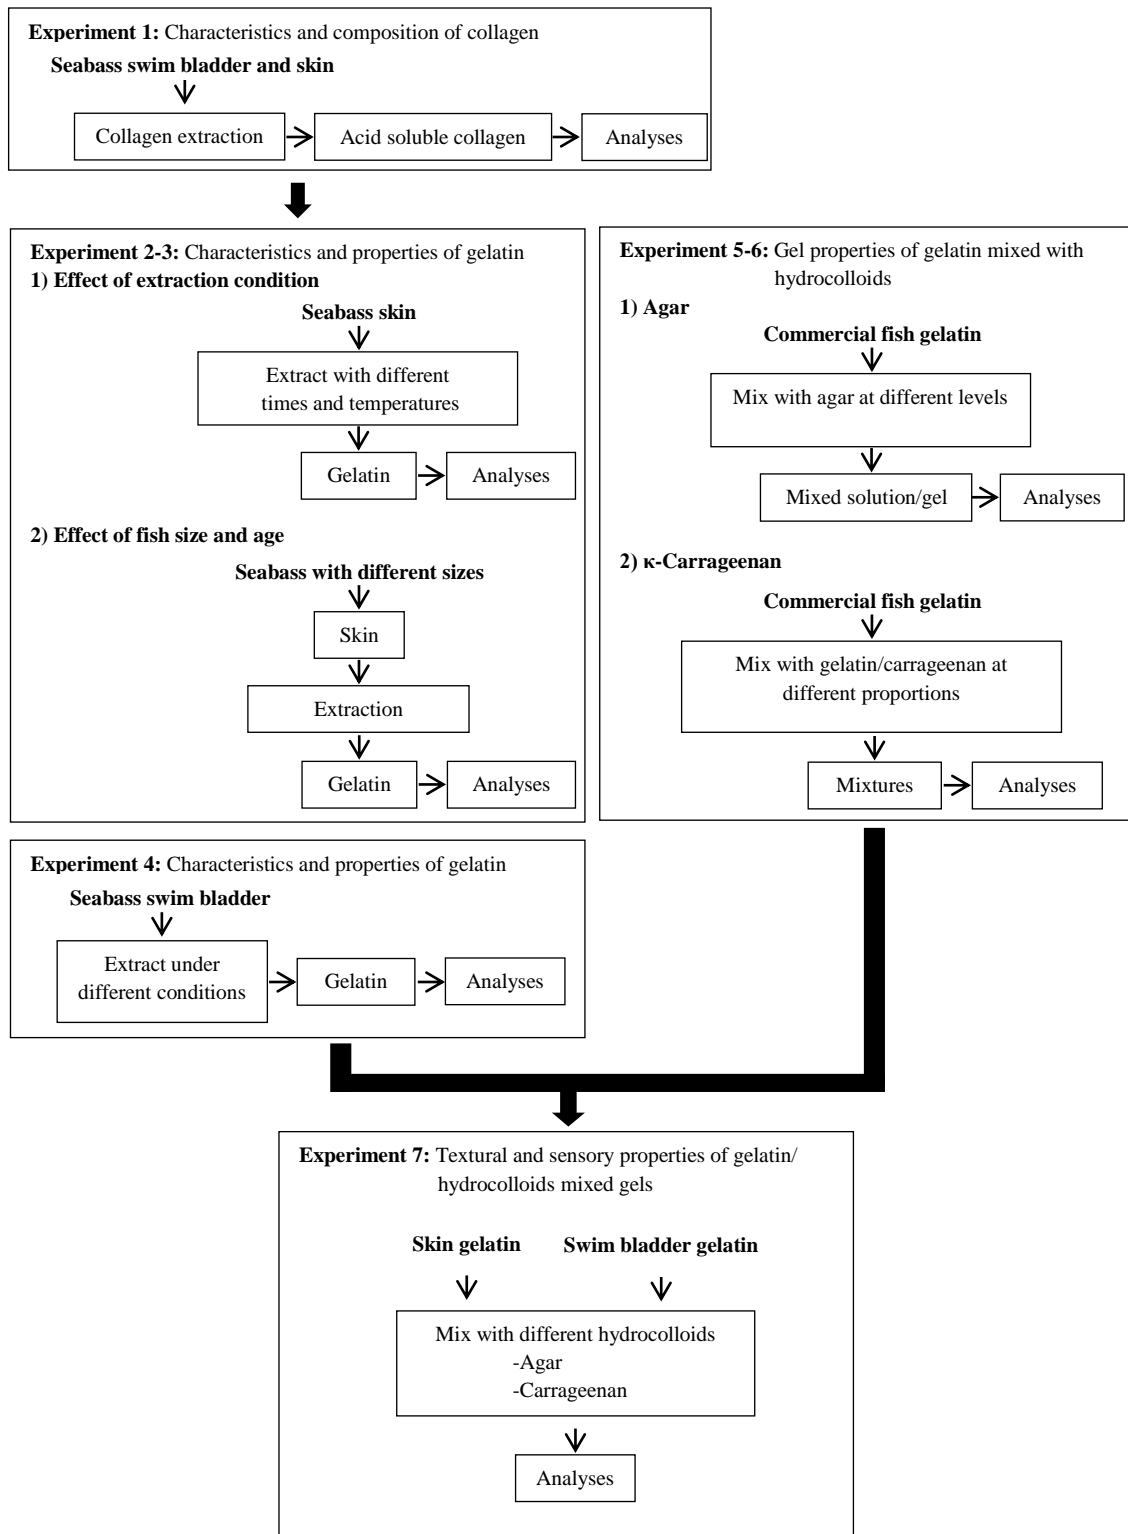 Experiment 1: Characteristics and composition of collagen
Seabass swim bladder and skin
Collagen extraction
Acid soluble collagen
Analyses
Experiment 2-3: Characteristics and properties of gelatin
1) Effect of extraction condition
Seabass skin
Extract with different
times and temperatures
Gelatin
Analyses
2) Effect of fish size and age
Seabass with different sizes
Skin
Extraction
Gelatin
Analyses
Experiment 5-6: Gel properties of gelatin mixed with
hydrocolloids
1) Agar
Commercial fish gelatin
Mix with agar at different levels
Mixed solution/gel
Analyses
2) κ-Carrageenan
Commercial fish gelatin
Mix with gelatin/carrageenan at
different proportions
Mixtures
Analyses
Experiment 4: Characteristics and properties of gelatin
Seabass swim bladder
Extract under
different conditions
Gelatin
Analyses
Experiment 7: Textural and sensory properties of gelatin/
hydrocolloids mixed gels
Skin gelatin
Swim bladder gelatin
Mix with different hydrocolloids
-Agar
-Carrageenan
Analyses